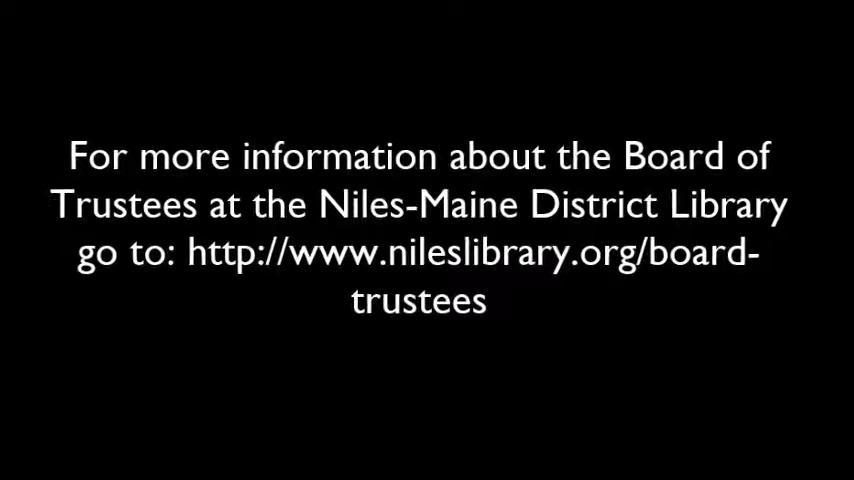 For more information about the Board of
Trustees at the Niles-Maine District Library
go to: http://www.nileslibrary.org/board-
trustees